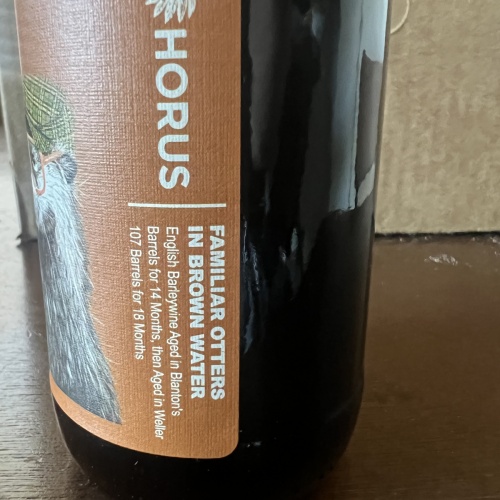 HORUS
FAMILIAR OTTERS
IN BROWN WATER
English Barleywine Aged in Blanton's
Barrels for 14 Months, then Aged in Weller
107 Barrels for 18 Months